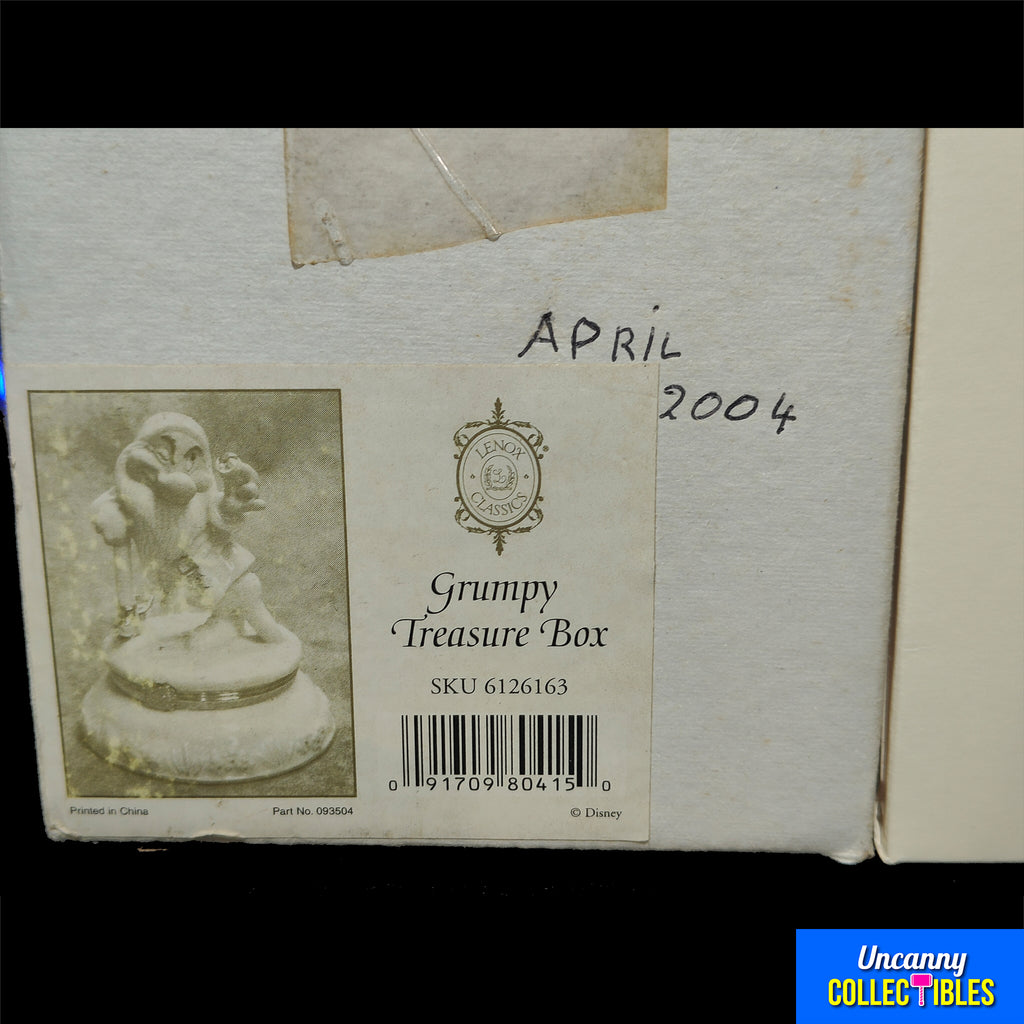 APRIL
2004
LENOX
CLASSICS
Grumpy
Treasure Box
SKU 6126163
0 91709 80415 0
Printed in China
Part No. 093504
© Disney
Uncanny
COLLECTIBLES